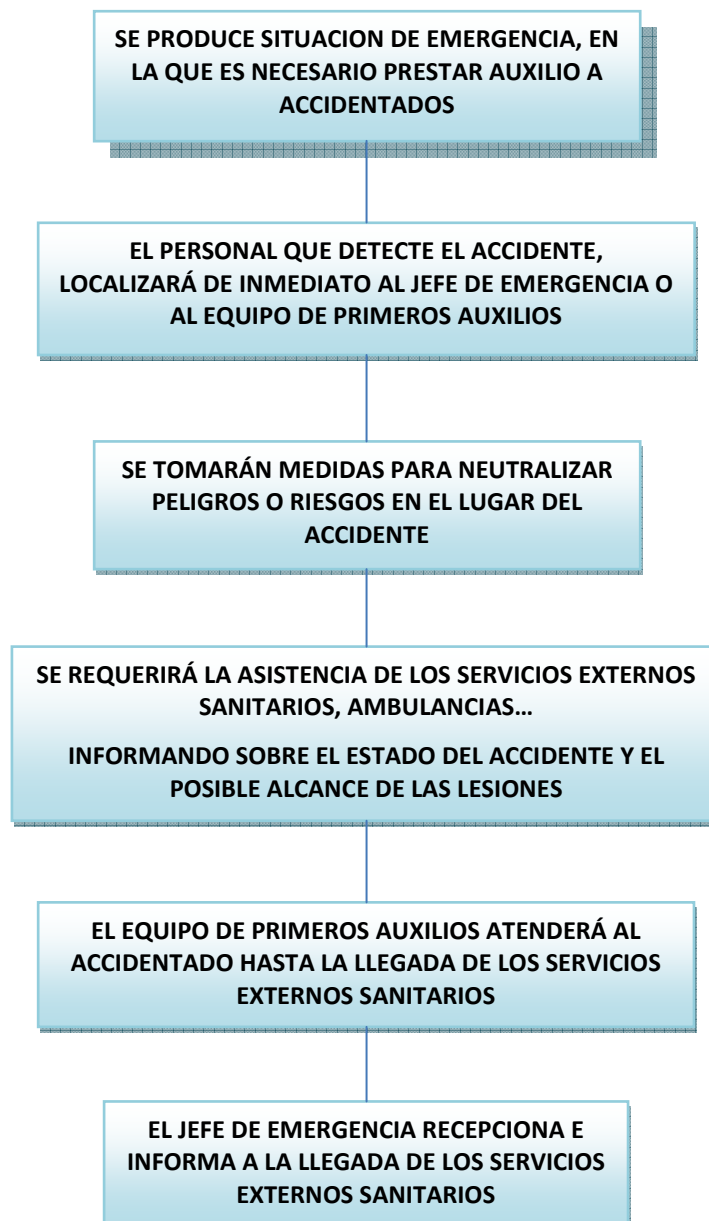 SE PRODUCE SITUACION DE EMERGENCIA, EN
LA QUE ES NECESARIO PRESTAR AUXILIO A
ACCIDENTADOS
EL PERSONAL QUE DETECTE EL ACCIDENTE,
LOCALIZARÁ DE INMEDIATO AL JEFE DE EMERGENCIA O
AL EQUIPO DE PRIMEROS AUXILIOS
SE TOMARÁN MEDIDAS PARA NEUTRALIZAR
PELIGROS O RIESGOS EN EL LUGAR DEL
ACCIDENTE
SE REQUERIRÁ LA ASISTENCIA DE LOS SERVICIOS EXTERNOS
SANITARIOS, AMBULANCIAS…
INFORMANDO SOBRE EL ESTADO DEL ACCIDENTE Y EL
POSIBLE ALCANCE DE LAS LESIONES
EL EQUIPO DE PRIMEROS AUXILIOS ATENDERÁ AL
ACCIDENTADO HASTA LA LLEGADA DE LOS SERVICIOS
EXTERNOS SANITARIOS
EL JEFE DE EMERGENCIA RECEPCIONA E
INFORMA A LA LLEGADA DE LOS SERVICIOS
EXTERNOS SANITARIOS